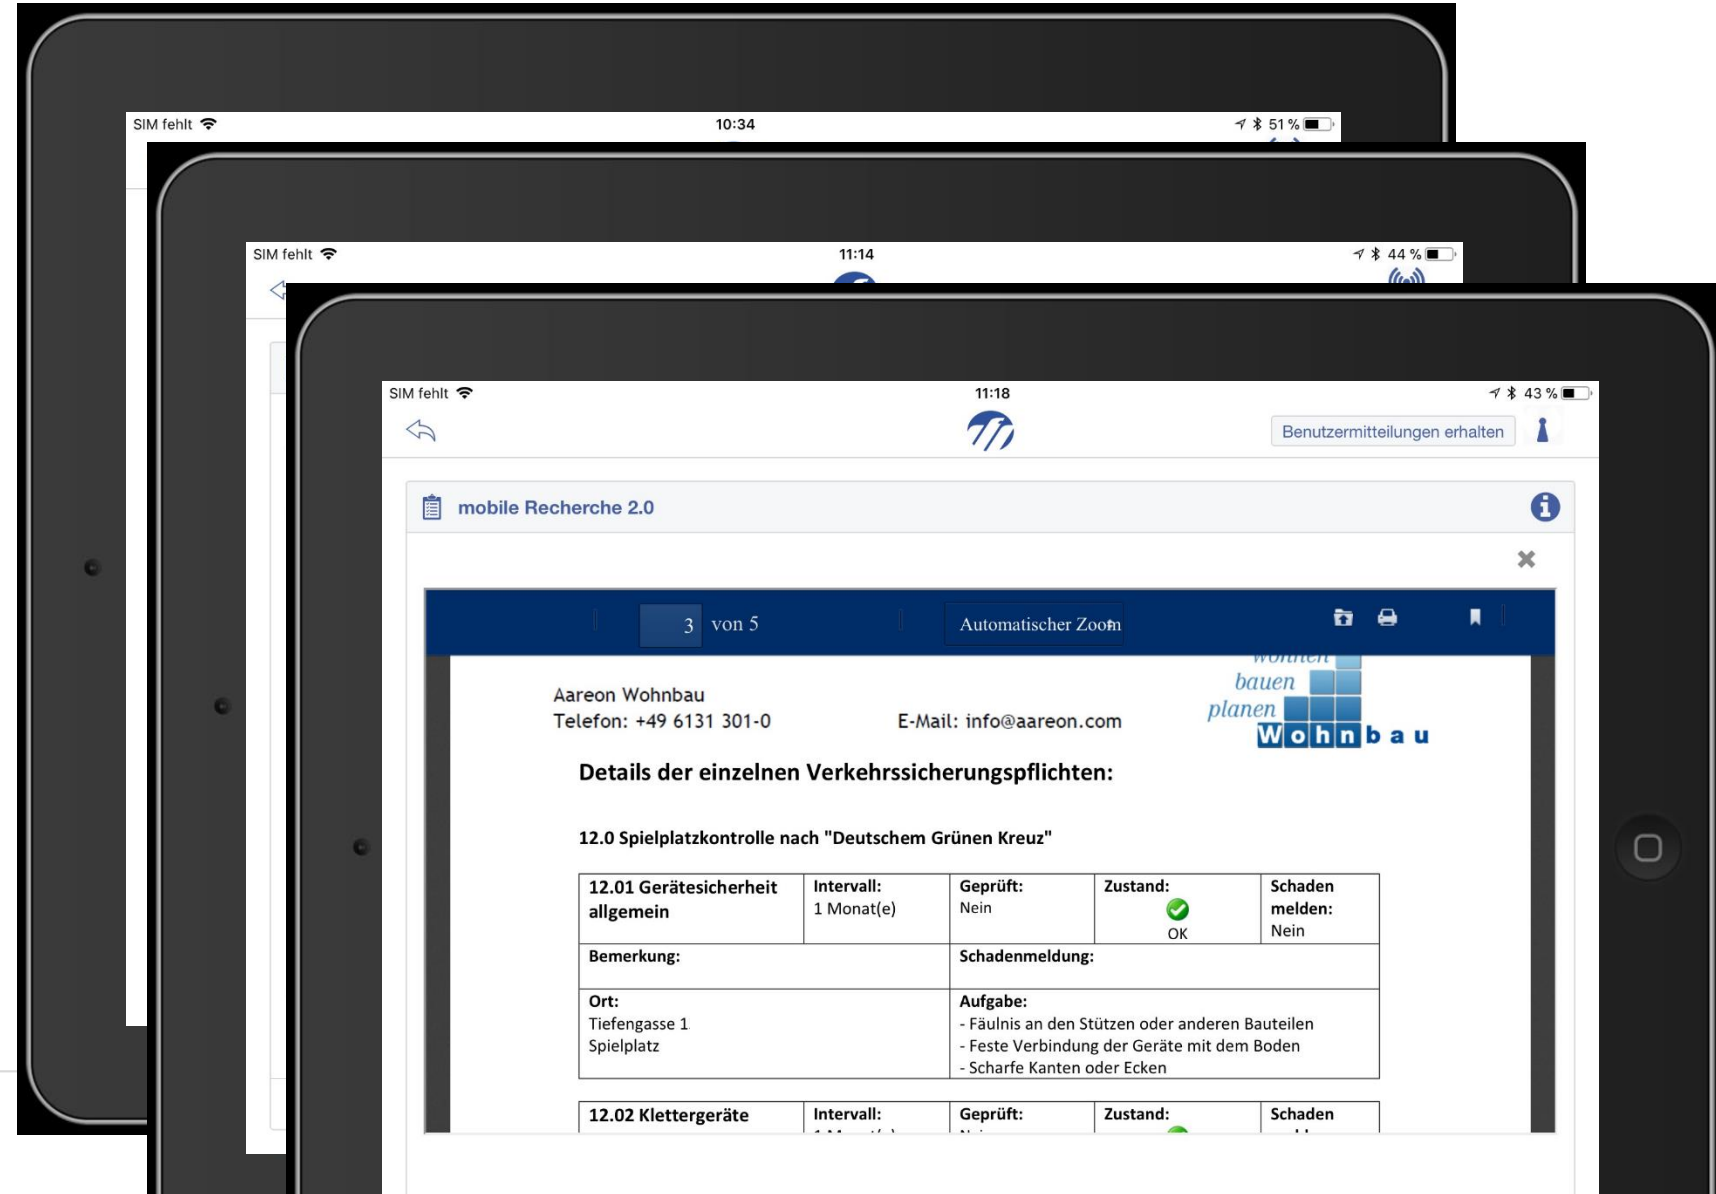 SIM fehlt
10:34
51 %
SIM fehlt
11:14
44 %
SIM fehlt
11:18
43 %
Benutzermitteilungen erhalten
mobile Recherche 2.0
3 von 5
Automatischer Zoom
wohnen
bauen
planen
Wohnbau
Aareon Wohnbau
Telefon: +49 6131 301-0
E-Mail: info@aareon.com
Details der einzelnen Verkehrssicherungspflichten:
12.0 Spielplatzkontrolle nach "Deutschem Grünen Kreuz"
12.01 Gerätesicherheit
allgemein
Intervall:
1 Monat(e)
Geprüft:
Nein
Zustand:
OK
Schaden
melden:
Nein
Bemerkung:
Schadenmeldung:
Ort:
Tiefengasse 1
Spielplatz
Aufgabe:
- Fäulnis an den Stützen oder anderen Bauteilen
- Feste Verbindung der Geräte mit dem Boden
- Scharfe Kanten oder Ecken
12.02 Klettergeräte
Intervall:
Geprüft:
Zustand:
Schaden